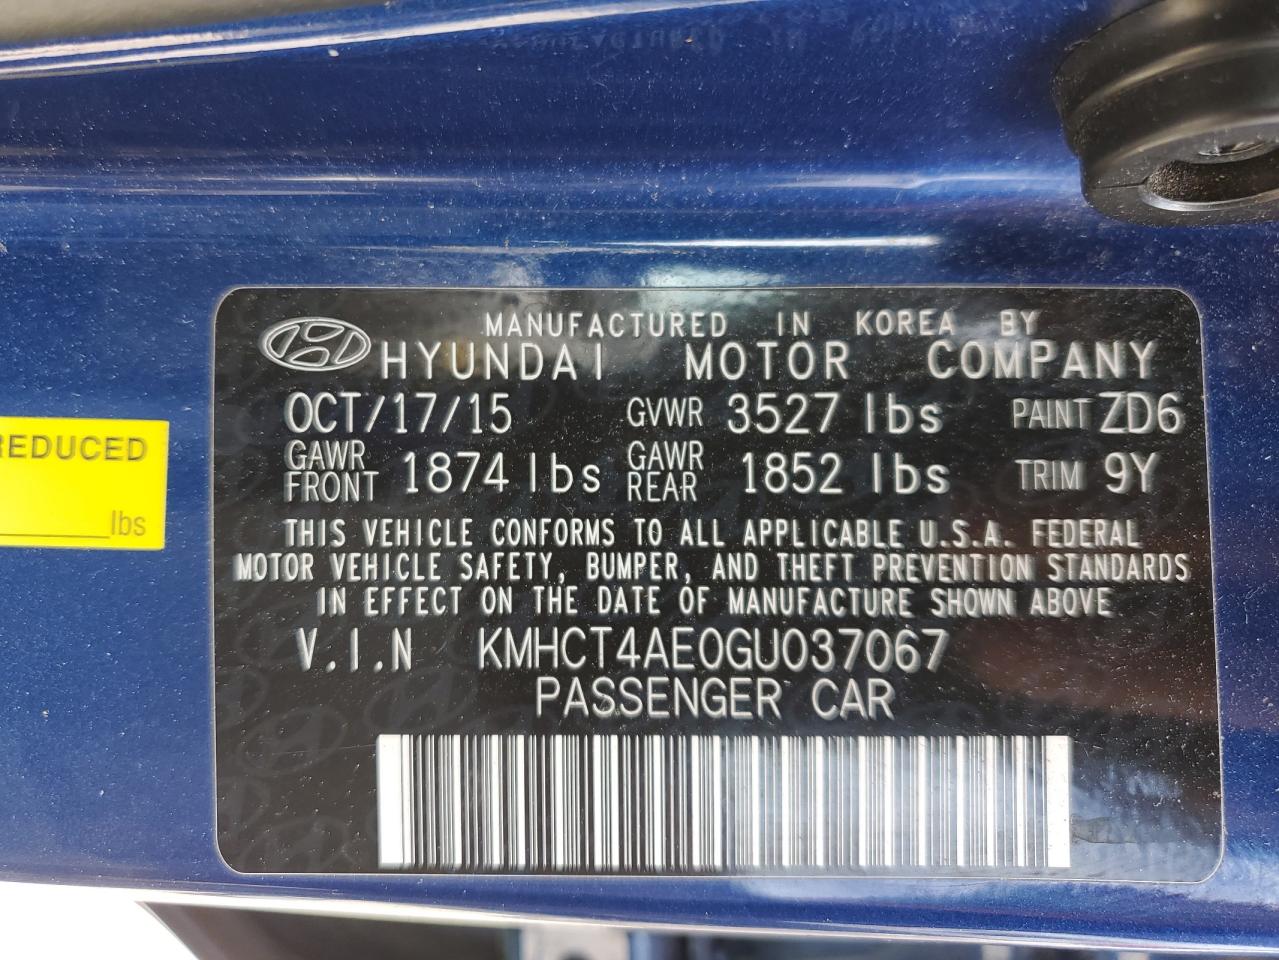 MANUFACTURED IN KOREA BY
HYUNDAI MOTOR COMPANY
OCT/17/15 GVWR 3527 lbs PAINT ZD6
GAWR FRONT 1874 lbs GAWR REAR 1852 lbs TRIM 9Y
THIS VEHICLE CONFORMS TO ALL APPLICABLE U.S.A. FEDERAL
MOTOR VEHICLE SAFETY, BUMPER, AND THEFT PREVENTION STANDARDS
IN EFFECT ON THE DATE OF MANUFACTURE SHOWN ABOVE
V.I.N KMHCT4AE0GU037067
PASSENGER CAR
REDUCED
lbs